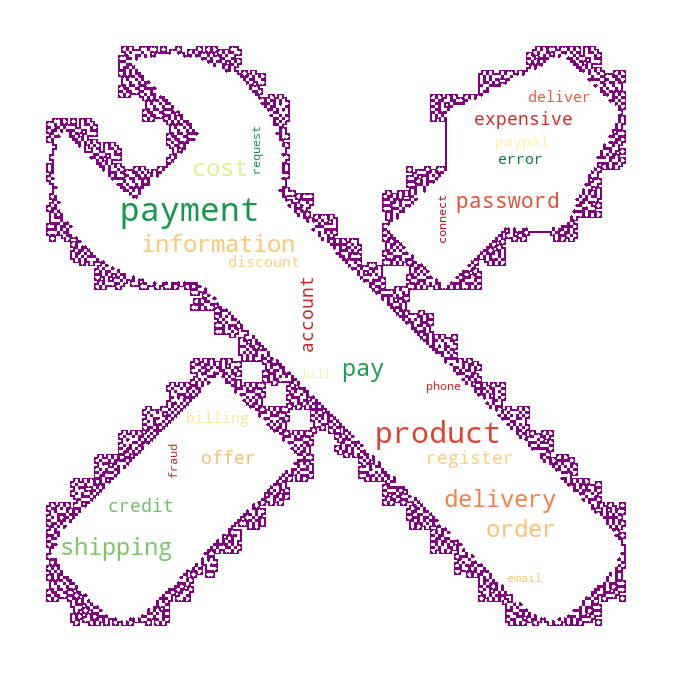 deliver
expensive
paypal
request
error
cost
password
payment
connect
information
discount
account
pay
bill
phone
billing
product
fraud
offer
register
credit
delivery
order
shipping
email